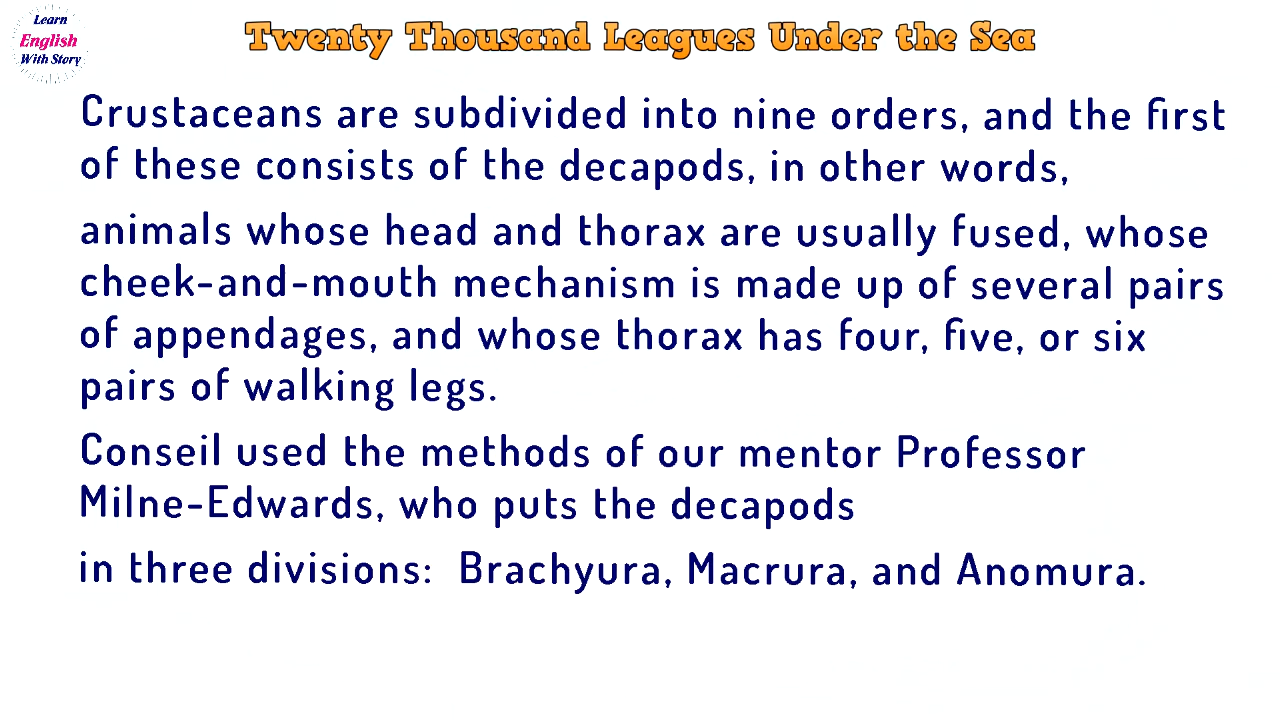 Learn
English
With Story
Twenty Thousand Leagues Under the Sea
Crustaceans are subdivided into nine orders, and the first
of these consists of the decapods, in other words,
animals whose head and thorax are usually fused, whose
cheek-and-mouth mechanism is made up of several pairs
of appendages, and whose thorax has four, five, or six
pairs of walking legs.
Conseil used the methods of our mentor Professor
Milne-Edwards, who puts the decapods
in three divisions:  Brachyura, Macrura, and Anomura.